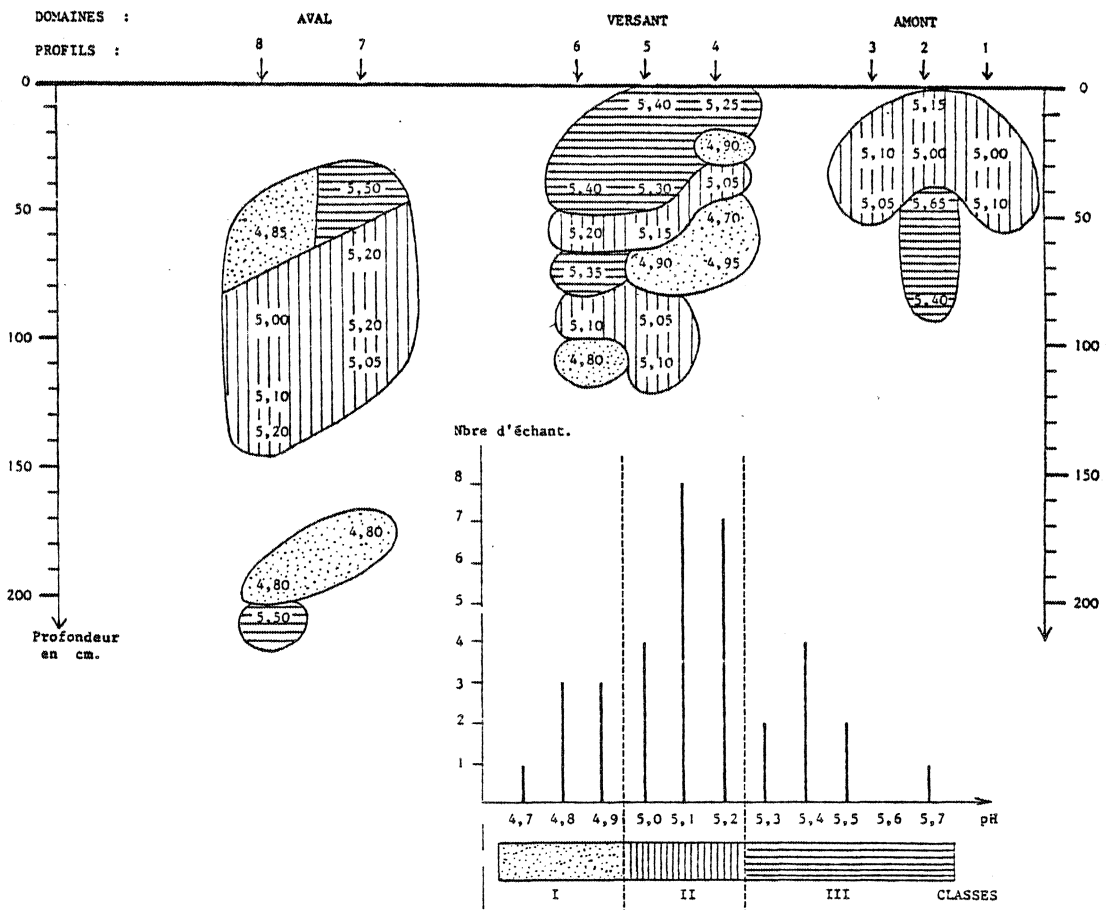 DOMAINES : AVAL VERSANT AMONT
PROFILS : 8 7 6 5 4 3 2 1
0 0
5,40 5,25 5,15
4,90
5,10 5,00 5,00
5,50 5,40 5,30 5,05
5,05 5,65 5,10
50 50
4,85 4,70
5,20 5,15
5,20 4,90 4,95
5,35
5,40
5,00 5,20 5,10 5,05
100 100
5,05 4,80 5,10
5,10
5,20
150 150
4,80
4,80
200 200
5,50
Profondeur
en cm.
Nbre d'échant.
8
7
6
5
4
3
2
1
4,7 4,8 4,9 5,0 5,1 5,2 5,3 5,4 5,5 5,6 5,7 pH
I II III CLASSES